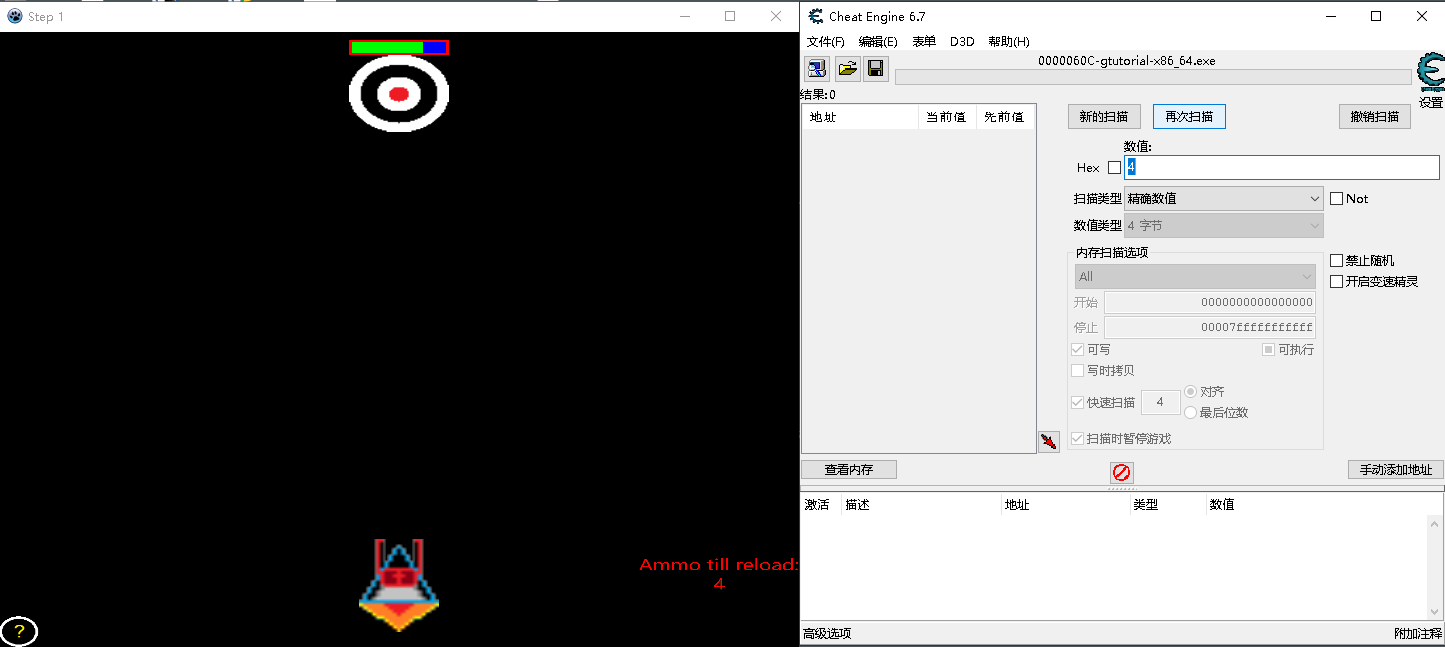 Step 1
Ammo till reload:
4
?
Cheat Engine 6.7
文件(F) 编辑(E) 表单 D3D 帮助(H)
0000060C-gtutorial-x86_64.exe
设置
结果:0
地址 当前值 先前值
新的扫描 再次扫描 撤销扫描
数值:
Hex 4
扫描类型 精确数值 Not
数值类型 4 字节
内存扫描选项
All
禁止随机
开启变速精灵
开始 0000000000000000
停止 00007fffffffffff
可写 可执行
写时拷贝
快速扫描 4 对齐
最后位数
扫描时暂停游戏
查看内存 手动添加地址
激活 描述 地址 类型 数值
高级选项 附加注释